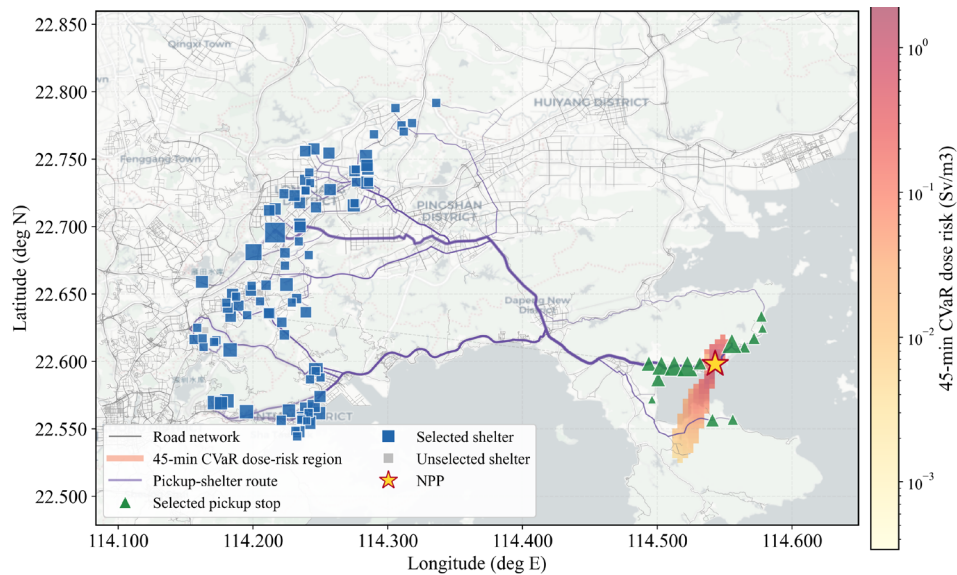 22.850
22.800
22.750
22.700
22.650
22.600
22.550
22.500
Latitude (deg N)
114.100
114.200
114.300
114.400
114.500
114.600
Longitude (deg E)
Qingxi Town
Fenggang Town
HUIYANG DISTRICT
PINGSHAN
DISTRICT
Dapeng New
District
Road network
45-min CVaR dose-risk region
Pickup-shelter route
Selected pickup stop
Selected shelter
Unselected shelter
NPP
10⁰
10⁻¹
10⁻²
10⁻³
45-min CVaR dose risk (Sv/m3)